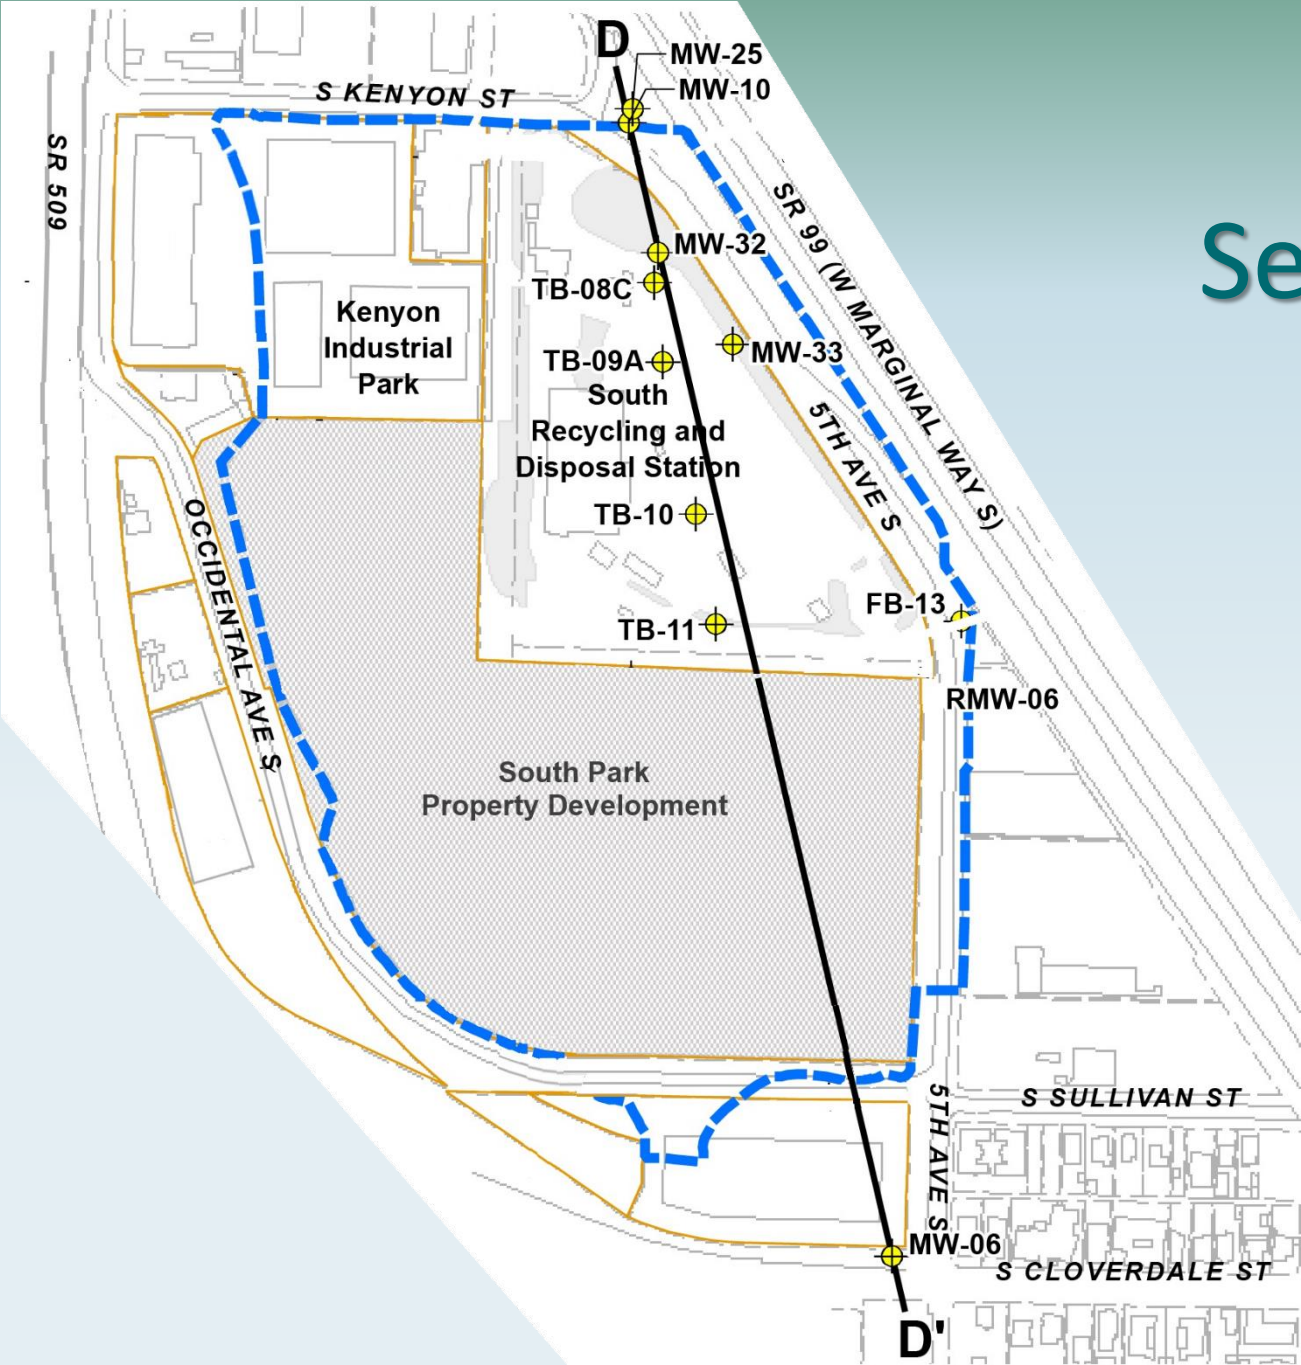 D
MW-25
MW-10
S KENYON ST
SR 509
SR 99 (W MARGINAL WAY S)
Se
MW-32
TB-08C
Kenyon
Industrial
Park
MW-33
TB-09A
South
Recycling and
Disposal Station
5TH AVE S
TB-10
OCCIDENTAL AVE S
FB-13
TB-11
RMW-06
South Park
Property Development
5TH AVE S
S SULLIVAN ST
MW-06
S CLOVERDALE ST
D'